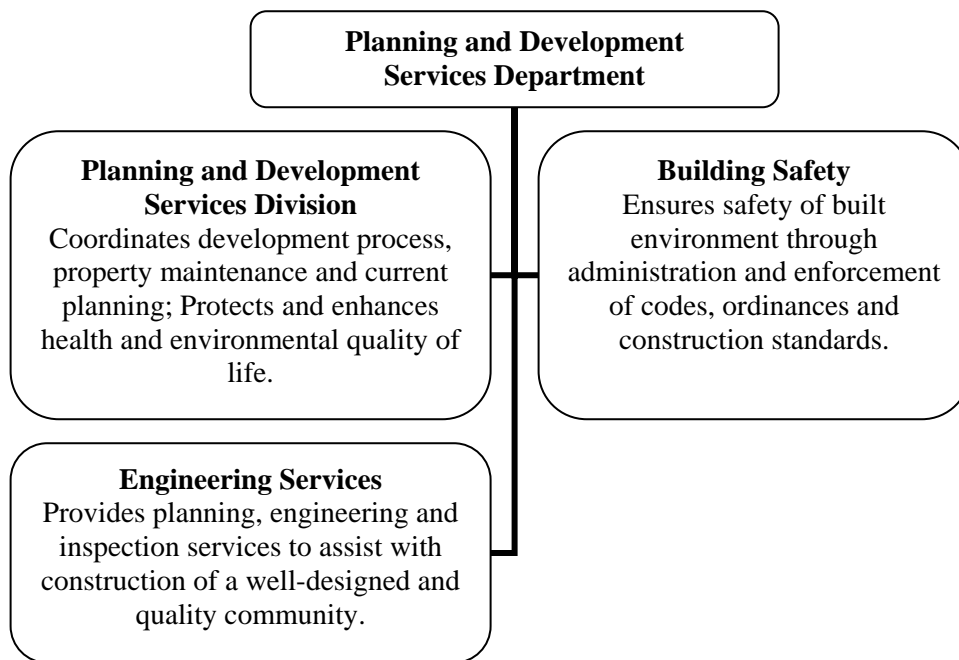 Planning and Development
Services Department
Planning and Development
Services Division
Coordinates development process,
property maintenance and current
planning; Protects and enhances
health and environmental quality of
life.
Building Safety
Ensures safety of built
environment through
administration and enforcement
of codes, ordinances and
construction standards.
Engineering Services
Provides planning, engineering and
inspection services to assist with
construction of a well-designed and
quality community.